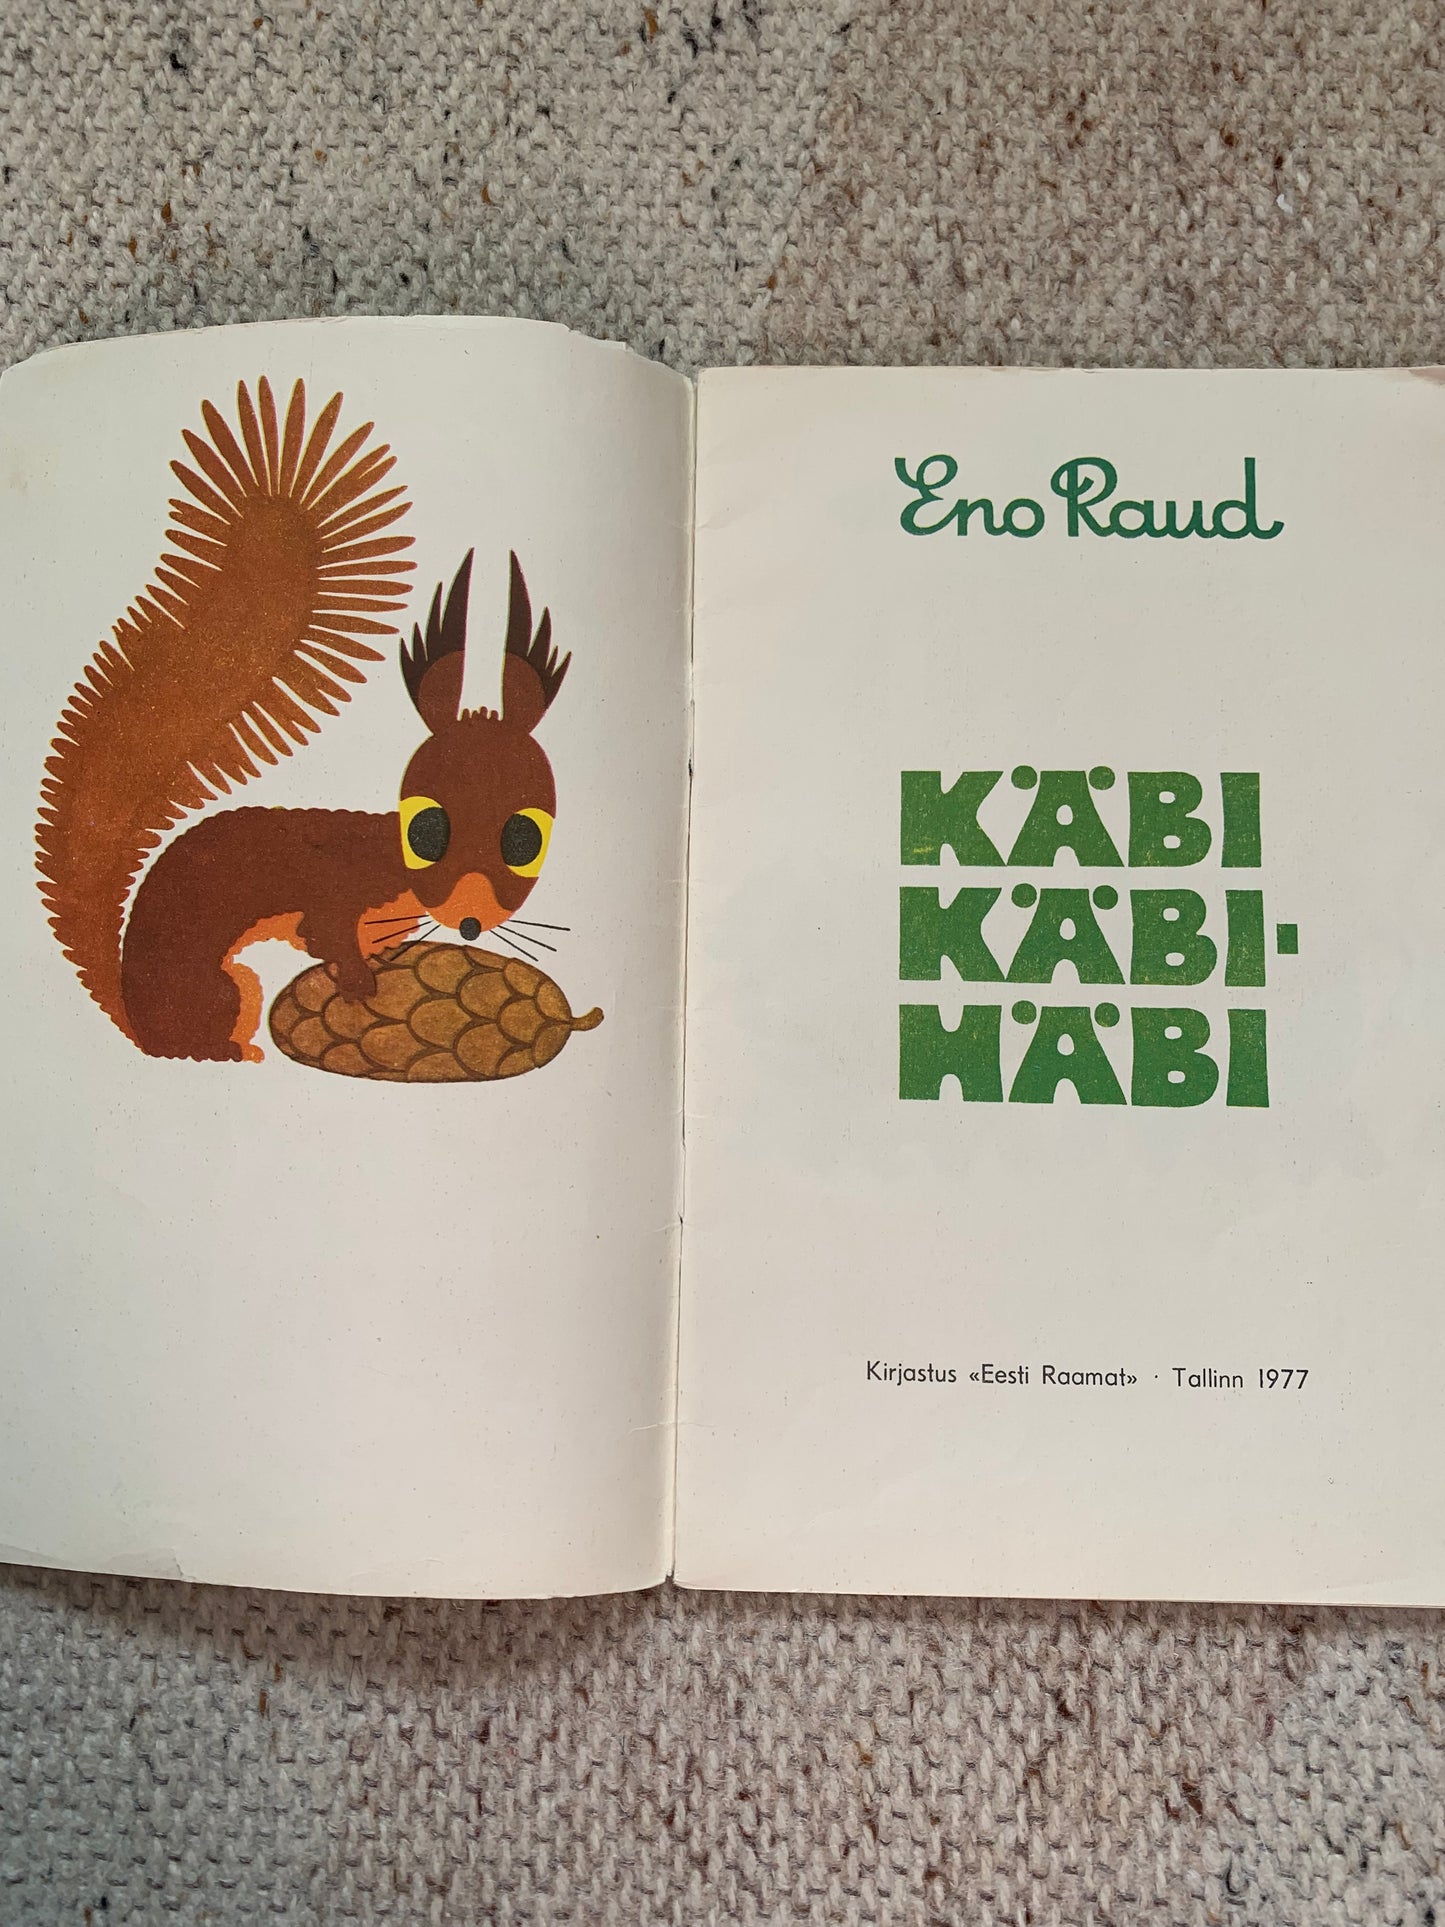 Eno Raud
KÄBI
KÄBI-
HÄBI
Kirjastus «Eesti Raamat» · Tallinn 1977